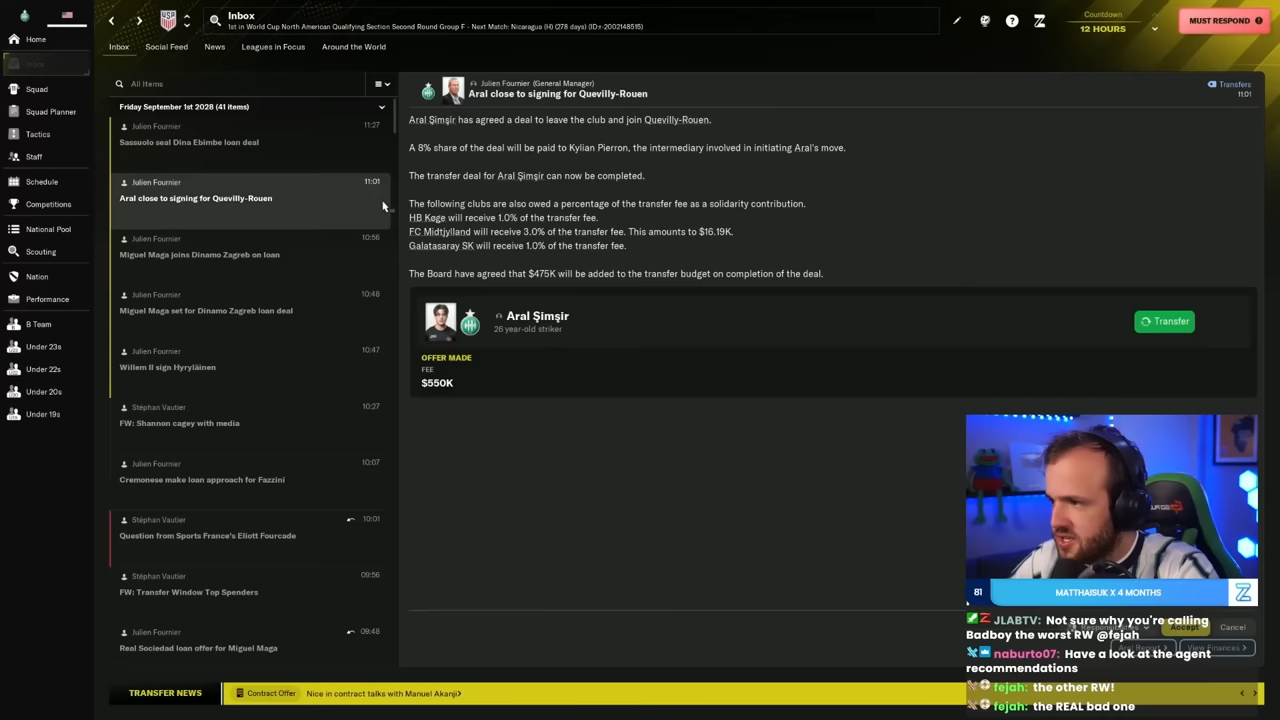 Inbox
1st in World Cup North American Qualifying Section Second Round Group F - Next Match: Nicaragua (H) (278 days) (ID:r-2002148515)
Countdown
12 HOURS
MUST RESPOND
Inbox
Social Feed
News
Leagues in Focus
Around the World
Home
Inbox
Squad
Squad Planner
Tactics
Staff
Schedule
Competitions
National Pool
Scouting
Nation
Performance
B Team
Under 23s
Under 22s
Under 20s
Under 19s
All Items
Friday September 1st 2028 (41 items)
Julien Fournier 11:27
Sassuolo seal Dina Ebimbe loan deal
Julien Fournier 11:01
Aral close to signing for Quevilly-Rouen
Julien Fournier 10:56
Miguel Maga joins Dinamo Zagreb on loan
Julien Fournier 10:48
Miguel Maga set for Dinamo Zagreb loan deal
Julien Fournier 10:47
Willem II sign Hyryläinen
Stéphan Vautier 10:27
FW: Shannon cagey with media
Julien Fournier 10:07
Cremonese make loan approach for Fazzini
Stéphan Vautier 10:01
Question from Sports France's Eliott Fourcade
Stéphan Vautier 09:56
FW: Transfer Window Top Spenders
Julien Fournier 09:48
Real Sociedad loan offer for Miguel Maga
Julien Fournier (General Manager)
Aral close to signing for Quevilly-Rouen
Transfers
11:01
Aral Şimşir has agreed a deal to leave the club and join Quevilly-Rouen.
A 8% share of the deal will be paid to Kylian Pierron, the intermediary involved in initiating Aral's move.
The transfer deal for Aral Şimşir can now be completed.
The following clubs are also owed a percentage of the transfer fee as a solidarity contribution.
HB Køge will receive 1.0% of the transfer fee.
FC Midtjylland will receive 3.0% of the transfer fee. This amounts to $16.19K.
Galatasaray SK will receive 1.0% of the transfer fee.
The Board have agreed that $475K will be added to the transfer budget on completion of the deal.
Aral Şimşir
26 year-old striker
Transfer
OFFER MADE
FEE
$550K
81 MATTHAISUK X 4 MONTHS
Responsibilities
Accept
Cancel
Aral Report
View Finances
JLABTV: Not sure why you're calling
Badboy the worst RW @fejah
naburto07: Have a look at the agent
recommendations
fejah: the other RW!
fejah: the REAL bad one
TRANSFER NEWS
Contract Offer
Nice in contract talks with Manuel Akanji